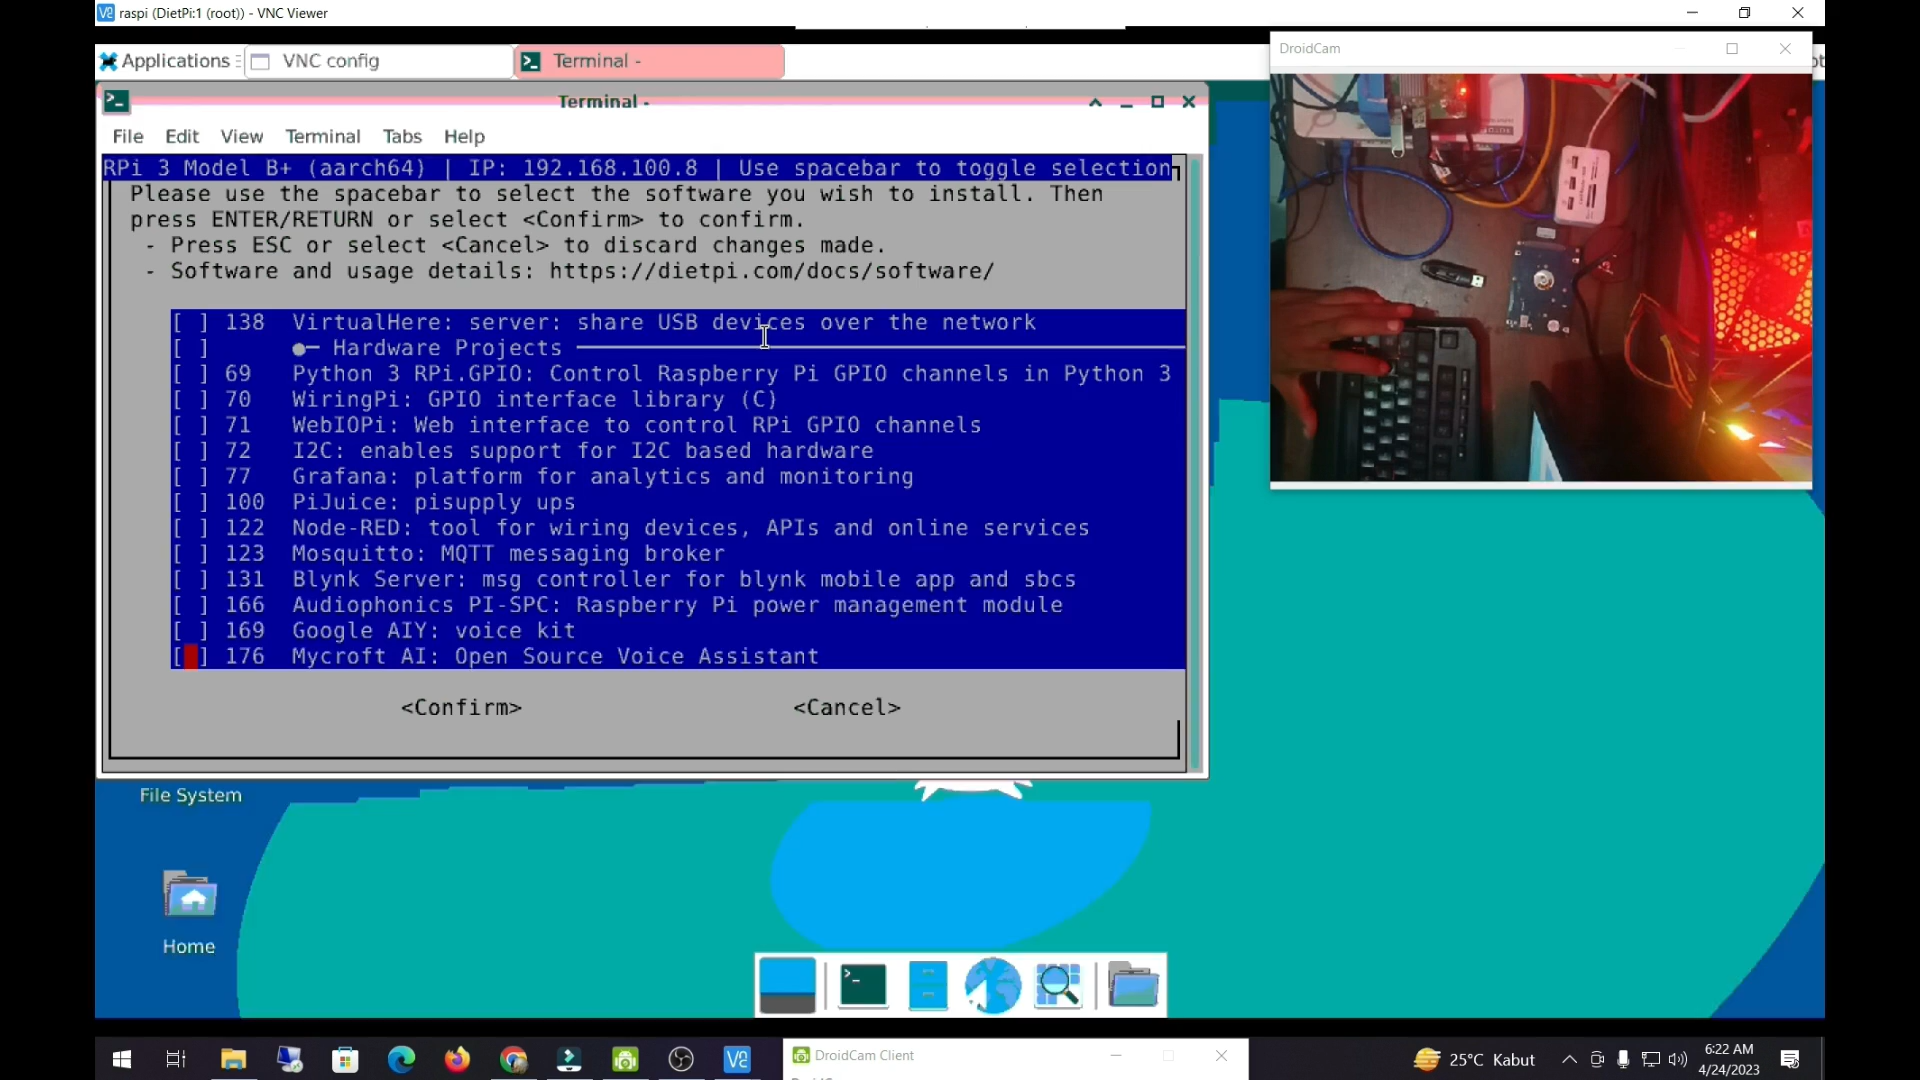 raspi (DietPi:1 (root)) - VNC Viewer
Applications
VNC config
Terminal -
DroidCam
Terminal -
File Edit View Terminal Tabs Help
RPi 3 Model B+ (aarch64) | IP: 192.168.100.8 | Use spacebar to toggle selection
Please use the spacebar to select the software you wish to install. Then
press ENTER/RETURN or select <Confirm> to confirm.
- Press ESC or select <Cancel> to discard changes made.
- Software and usage details: https://dietpi.com/docs/software/
[ ] 138 VirtualHere: server: share USB devices over the network
[ ] ●─ Hardware Projects
[ ] 69 Python 3 RPi.GPIO: Control Raspberry Pi GPIO channels in Python 3
[ ] 70 WiringPi: GPIO interface library (C)
[ ] 71 WebIOPi: Web interface to control RPi GPIO channels
[ ] 72 I2C: enables support for I2C based hardware
[ ] 77 Grafana: platform for analytics and monitoring
[ ] 100 PiJuice: pisupply ups
[ ] 122 Node-RED: tool for wiring devices, APIs and online services
[ ] 123 Mosquitto: MQTT messaging broker
[ ] 131 Blynk Server: msg controller for blynk mobile app and sbcs
[ ] 166 Audiophonics PI-SPC: Raspberry Pi power management module
[ ] 169 Google AIY: voice kit
[ ] 176 Mycroft AI: Open Source Voice Assistant
<Confirm> <Cancel>
File System
Home
DroidCam Client
25°C Kabut
6:22 AM
4/24/2023